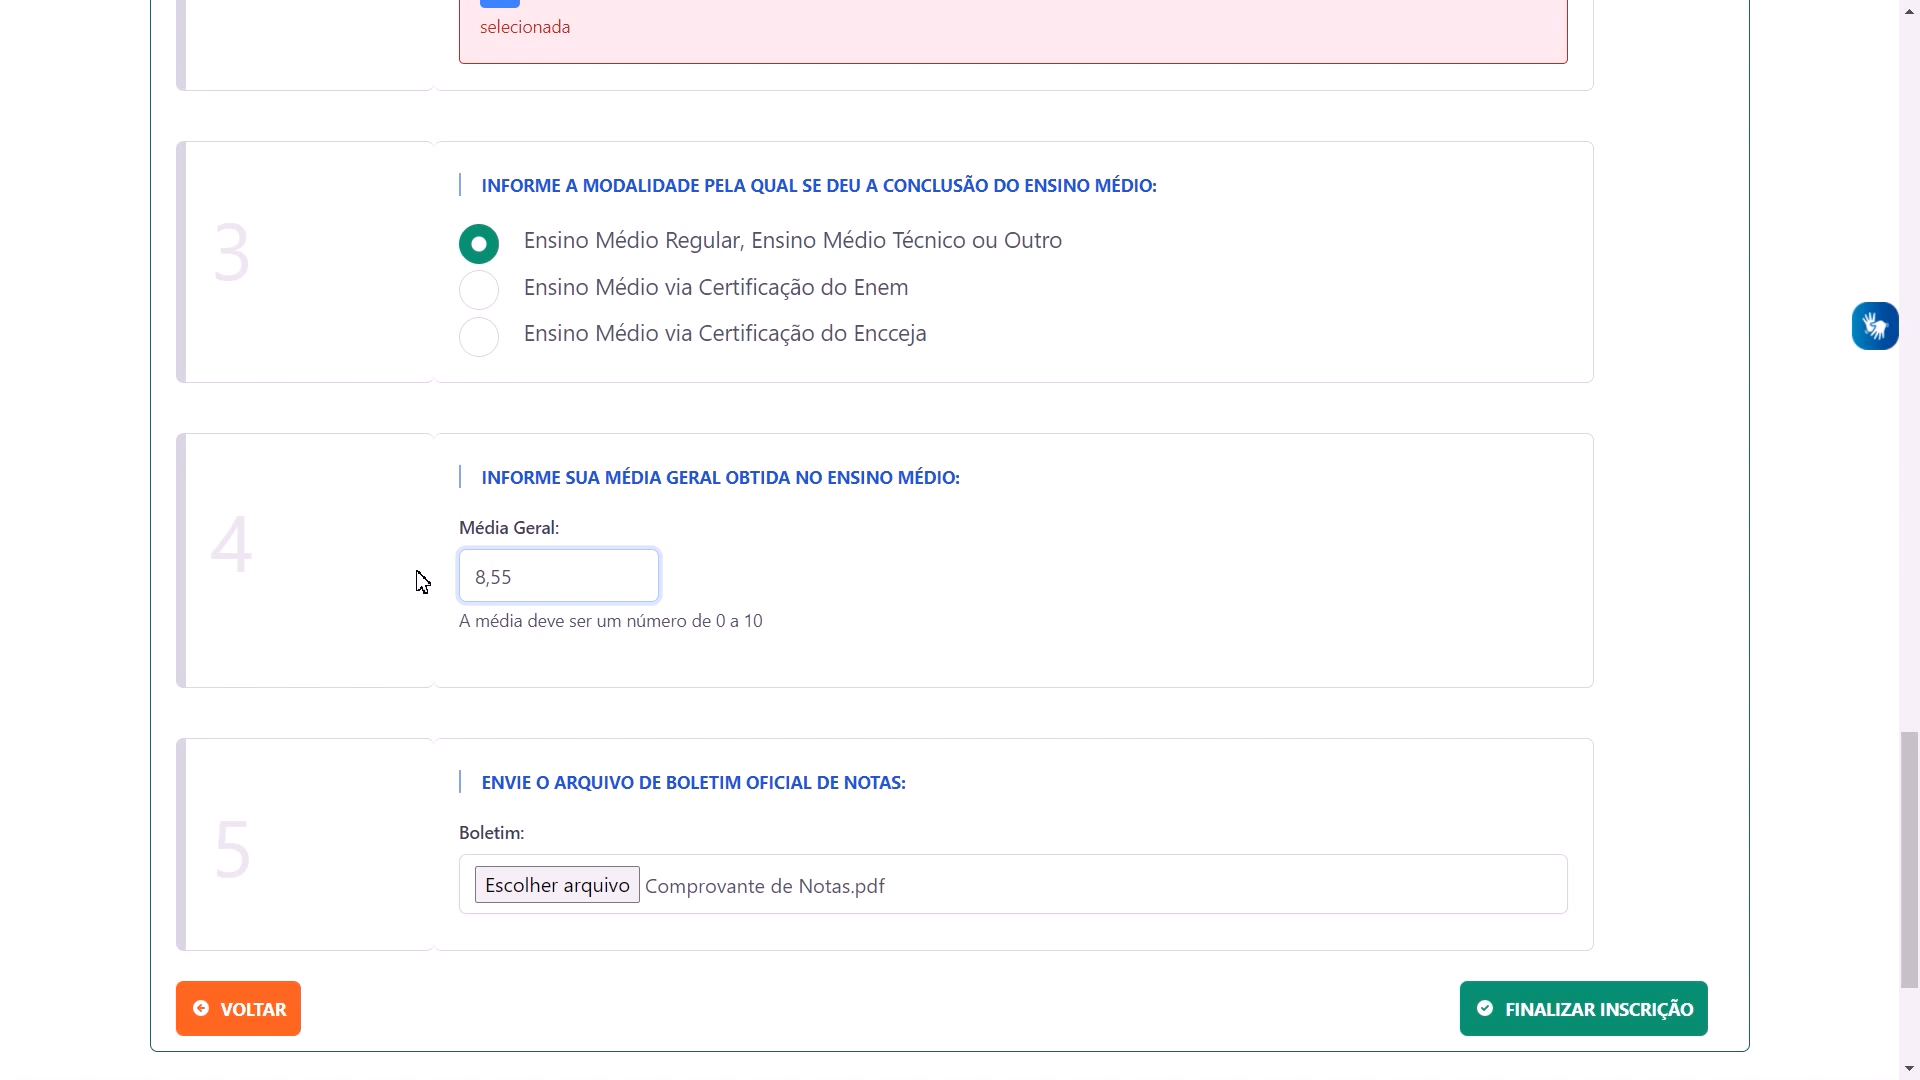 selecionada
3
INFORME A MODALIDADE PELA QUAL SE DEU A CONCLUSÃO DO ENSINO MÉDIO:
Ensino Médio Regular, Ensino Médio Técnico ou Outro
Ensino Médio via Certificação do Enem
Ensino Médio via Certificação do Encceja
4
INFORME SUA MÉDIA GERAL OBTIDA NO ENSINO MÉDIO:
Média Geral:
8,55
A média deve ser um número de 0 a 10
5
ENVIE O ARQUIVO DE BOLETIM OFICIAL DE NOTAS:
Boletim:
Escolher arquivo Comprovante de Notas.pdf
VOLTAR
FINALIZAR INSCRIÇÃO